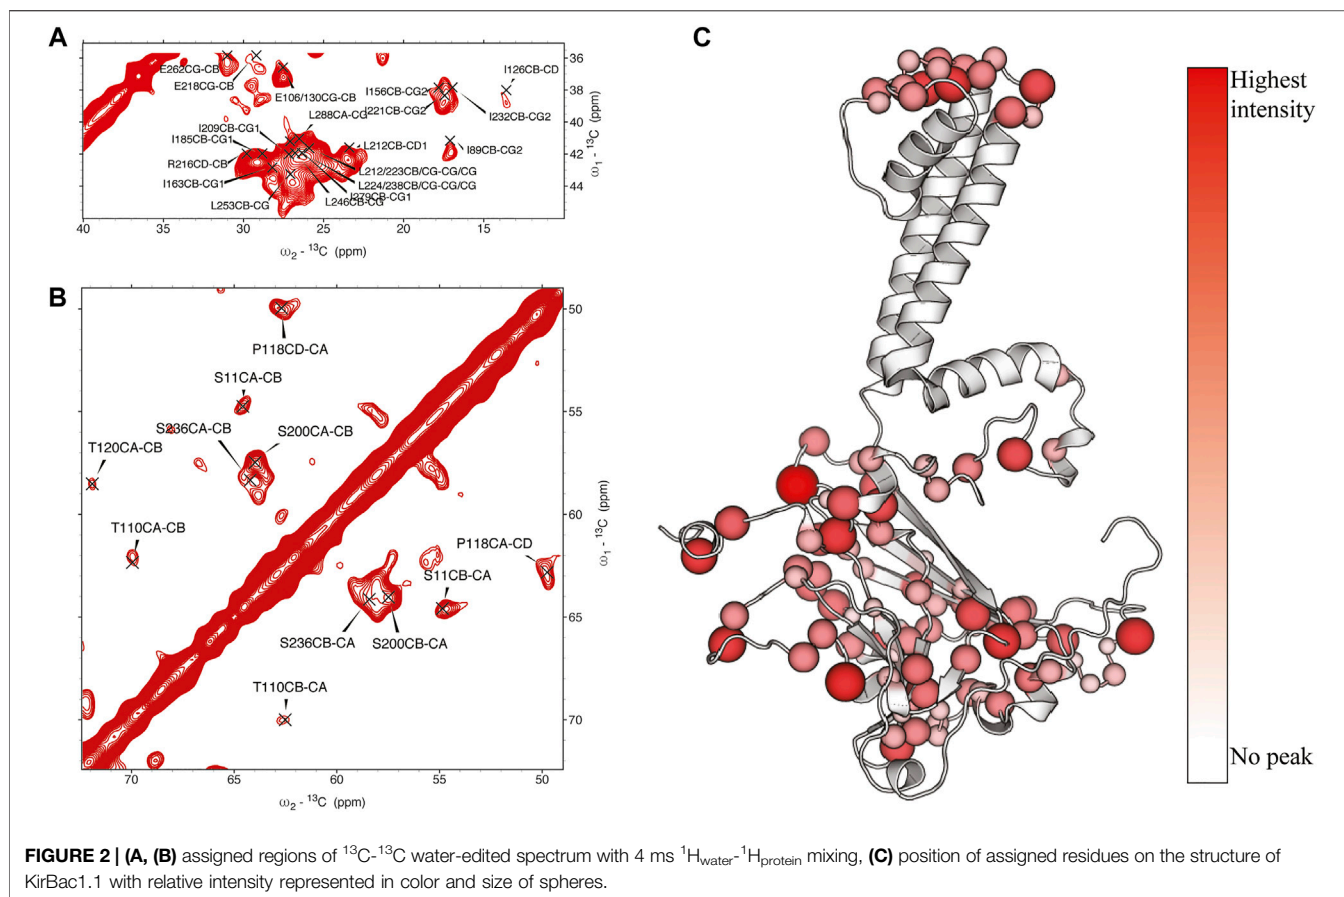 A
E262CG-CB
E218CG-CB
E106/130CG-CB
L288CA-CG
I209CB-CG1
I185CB-CG1
R216CD-CB
I163CB-CG1
L253CB-CG
I156CB-CG2
I221CB-CG2
I126CB-CD
I232CB-CG2
L212CB-CD1
I89CB-CG2
L212/223CB/CG-CG/CG
L224/238CB/CG-CG/CG
I279CB-CG1
L246CB-CG
36
38
40
42
44
ω₁ - ¹³C (ppm)
40 35 30 25 20 15
ω₂ - ¹³C (ppm)
B
P118CD-CA
S11CA-CB
S236CA-CB
S200CA-CB
T120CA-CB
T110CA-CB
P118CA-CD
S11CB-CA
S236CB-CA
S200CB-CA
T110CB-CA
50
55
60
65
70
ω₁ - ¹³C (ppm)
70 65 60 55 50
ω₂ - ¹³C (ppm)
C
Highest
intensity
No peak
FIGURE 2 | (A, (B) assigned regions of ¹³C-¹³C water-edited spectrum with 4 ms ¹Hwater-¹Hprotein mixing, (C) position of assigned residues on the structure of
KirBac1.1 with relative intensity represented in color and size of spheres.